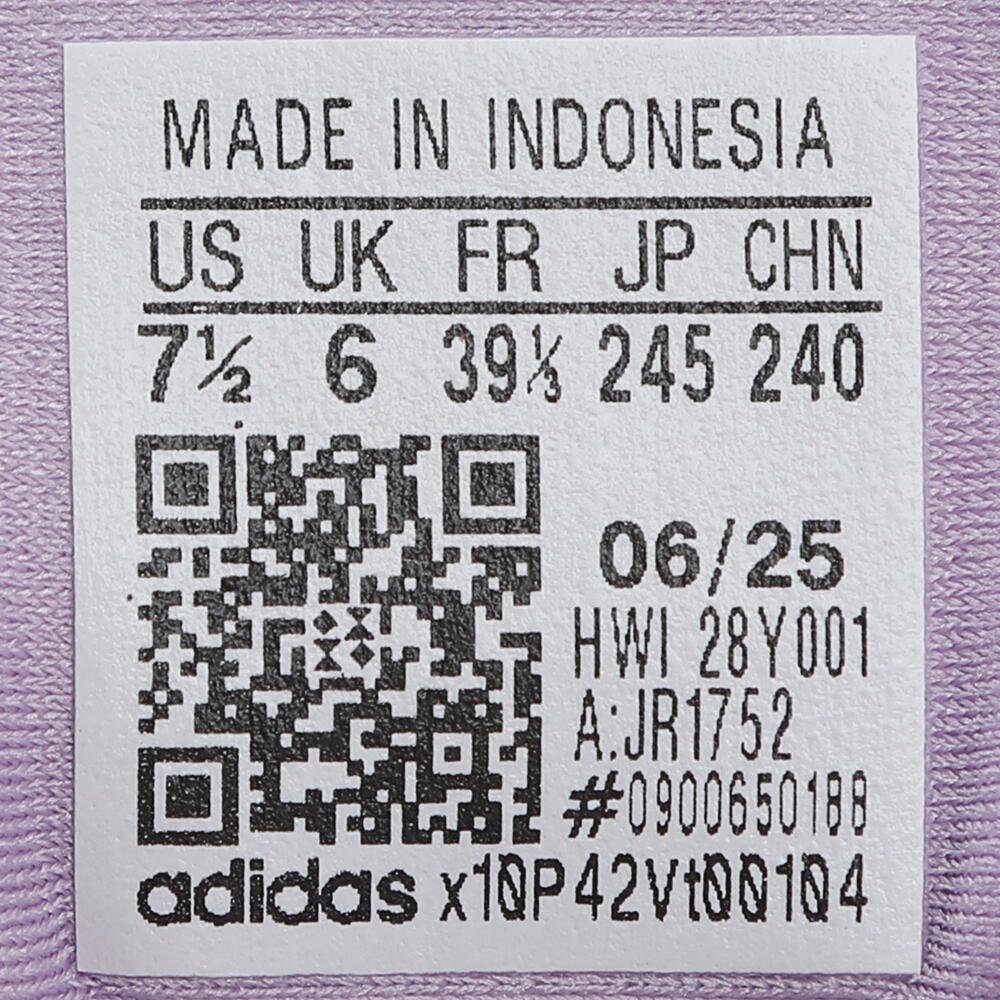 MADE IN INDONESIA
US UK FR JP CHN
7½ 6 39⅓ 245 240
06/25
HWI 28Y001
A:JR1752
#0900650188
adidas x10P42Vt00104